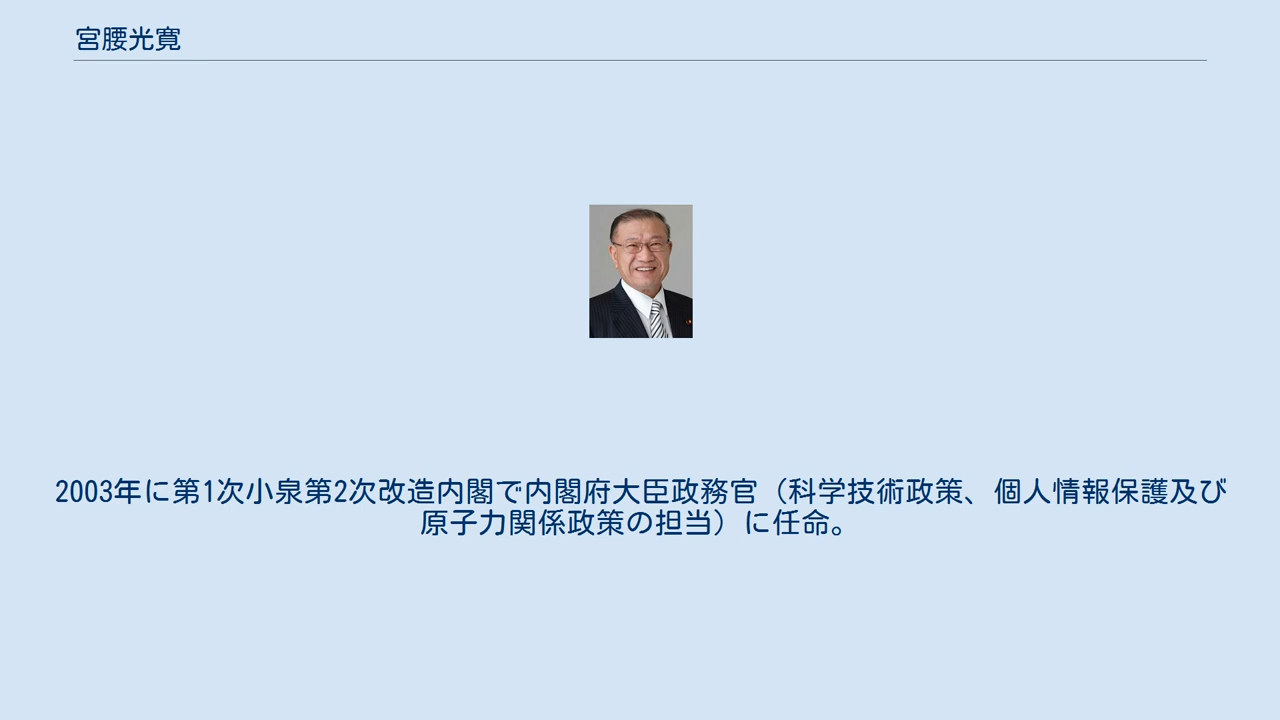 宮腰光寛
2003年に第1次小泉第2次改造内閣で内閣府大臣政務官（科学技術政策、個人情報保護及び
原子力関係政策の担当）に任命。